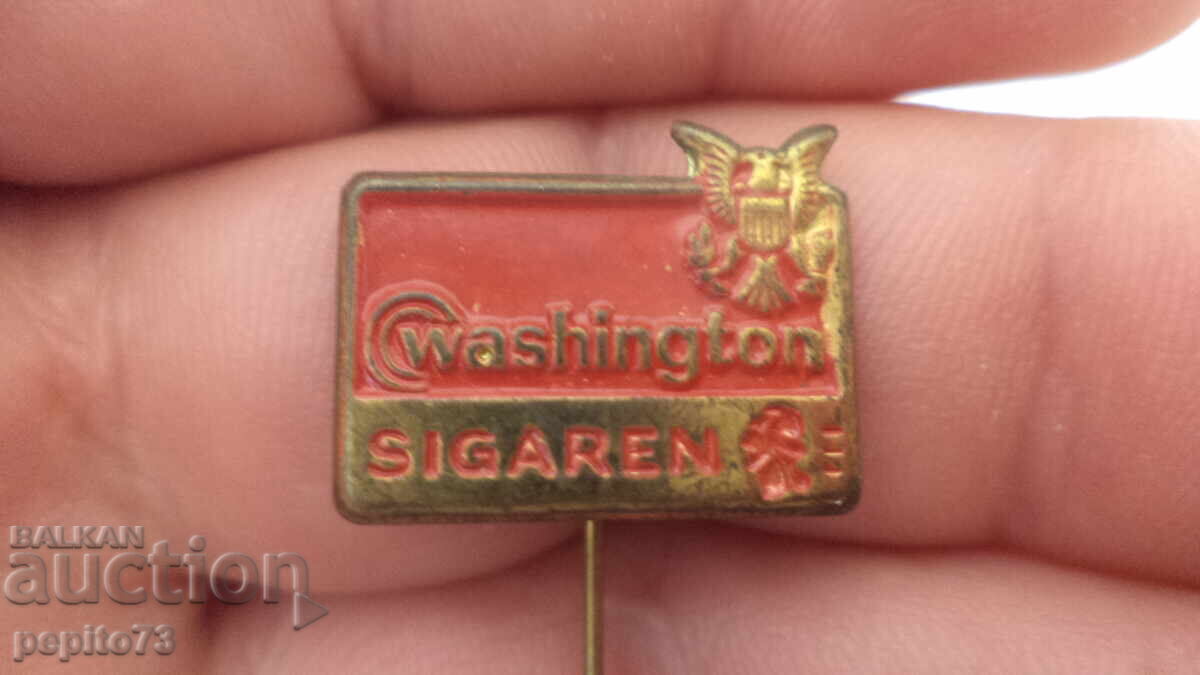 washington
SIGAREN
BALKAN
auction
pepito73